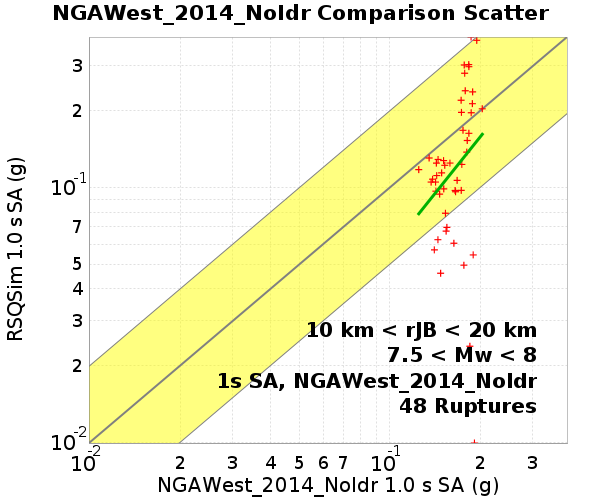 NGAWest_2014_NoIdr Comparison Scatter
RSQSim 1.0 s SA (g)
3
2
10⁻¹
7
5
4
3
2
10⁻²
10 km < rJB < 20 km
7.5 < Mw < 8
1s SA, NGAWest_2014_NoIdr
48 Ruptures
10⁻² 2 3 4 5 6 7 10⁻¹ 2 3
NGAWest_2014_NoIdr 1.0 s SA (g)